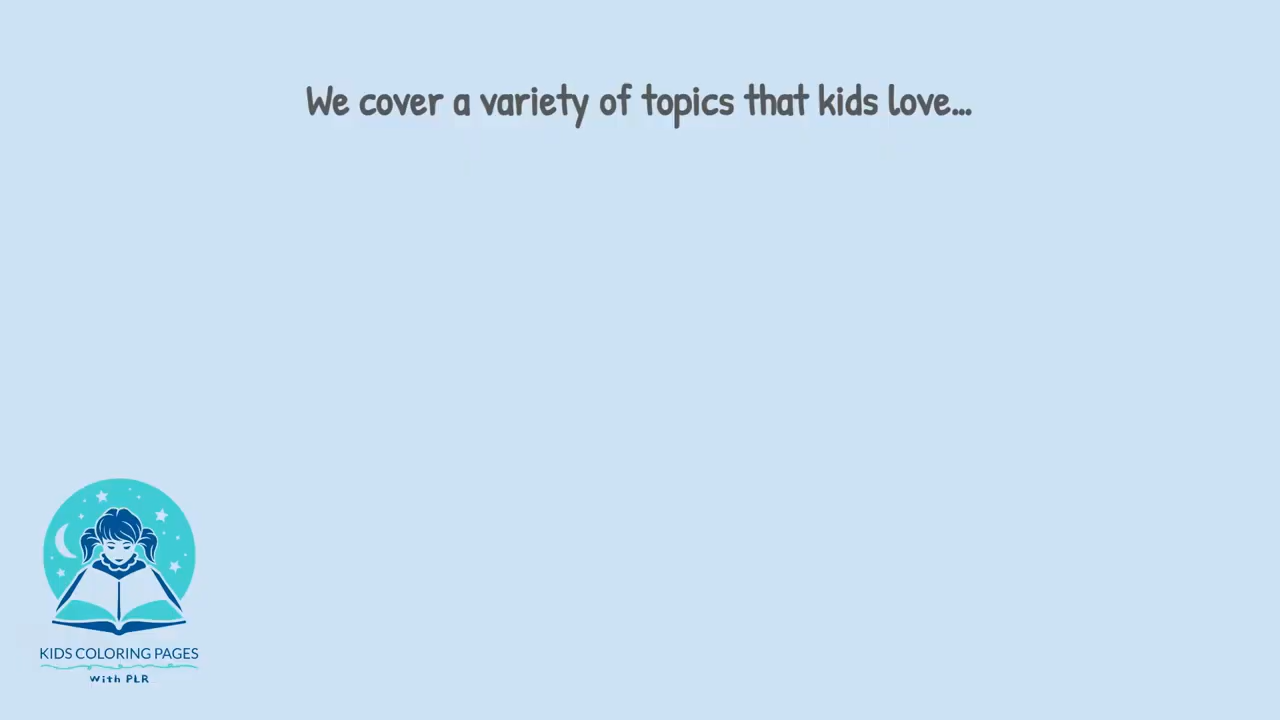 We cover a variety of topics that kids love...
KIDS COLORING PAGES
With PLR